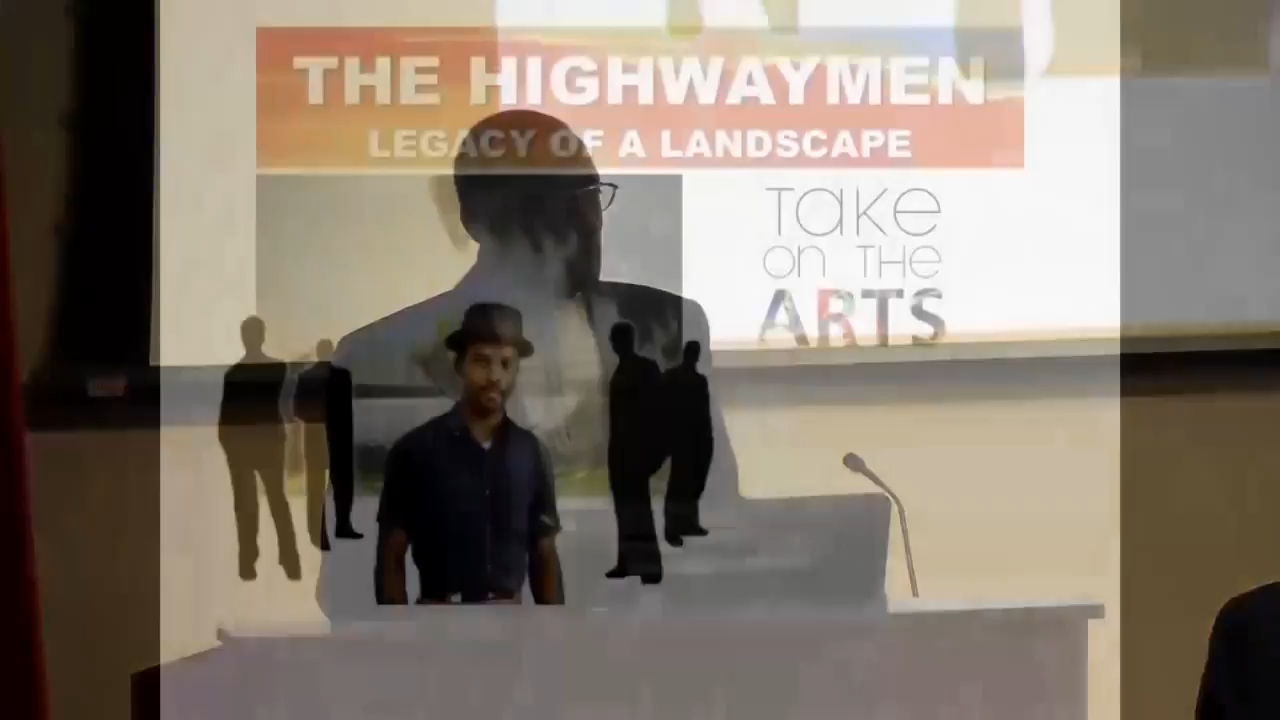 THE HIGHWAYMEN
LEGACY OF A LANDSCAPE
TAKE
ON THE
ARTS